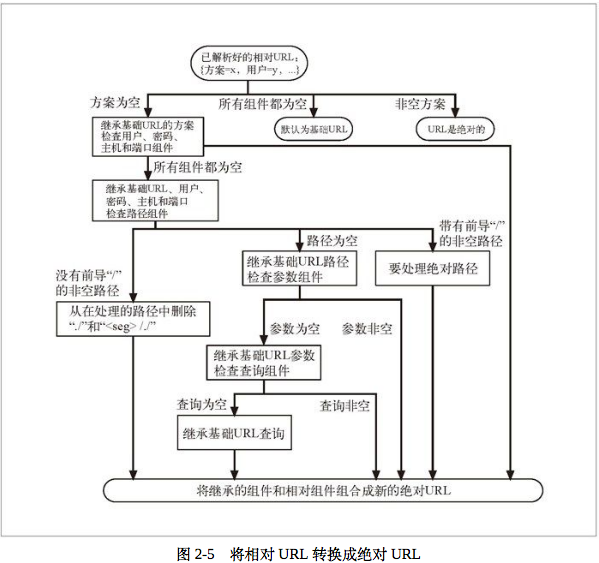 已解析好的相对URL:
{方案=x，用户=y，...}
方案为空
所有组件都为空
非空方案
继承基础URL的方案
检查用户、密码、
主机和端口组件
默认为基础URL
URL是绝对的
所有组件都为空
继承基础URL、用户、
密码、主机和端口
检查路径组件
没有前导“/”
的非空路径
路径为空
带有前导“/”
的非空路径
从在处理的路径中删除
“./”和“<seg> /./”
继承基础URL路径
检查参数组件
要处理绝对路径
参数为空
参数非空
继承基础URL参数
检查查询组件
查询为空
查询非空
继承基础URL查询
将继承的组件和相对组件组合成新的绝对URL
图 2-5 将相对 URL 转换成绝对 URL